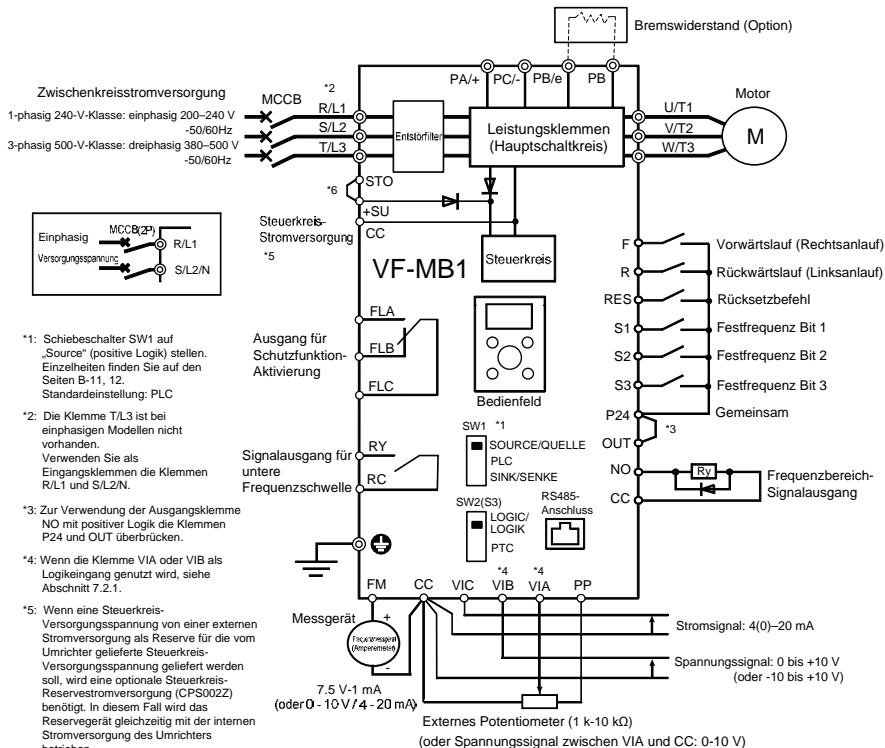 Bremswiderstand (Option)
PA/+ PC/- PB/e PB
Zwischenkreisstromversorgung
MCCB
*2
1-phasig 240-V-Klasse: einphasig 200–240 V
-50/60Hz
3-phasig 500-V-Klasse: dreiphasig 380–500 V
-50/60Hz
R/L1
S/L2
T/L3
Entstörfilter
Leistungsklemmen
(Hauptschaltkreis)
U/T1
V/T2
W/T3
Motor
M
*6
STO
+SU
CC
Steuerkreis-
Stromversorgung
*5
Steuerkreis
VF-MB1
Einphasig
Versorgungsspannung
MCCB(2P)
R/L1
S/L2/N
F Vorwärtslauf (Rechtsanlauf)
R Rückwärtslauf (Linksanlauf)
RES Rücksetzbefehl
S1 Festfrequenz Bit 1
S2 Festfrequenz Bit 2
S3 Festfrequenz Bit 3
P24 Gemeinsam
*3
OUT
NO
Ry
CC
Frequenzbereich-
Signalausgang
FLA
FLB
FLC
Ausgang für
Schutzfunktion-
Aktivierung
Bedienfeld
RY
RC
Signalausgang für
untere
Frequenzschwelle
SW1 *1
SOURCE/QUELLE
PLC
SINK/SENKE
SW2(S3)
LOGIC/
LOGIK
PTC
RS485-
Anschluss
*1: Schiebeschalter SW1 auf
„Source“ (positive Logik) stellen.
Einzelheiten finden Sie auf den
Seiten B-11, 12.
Standardeinstellung: PLC
*2: Die Klemme T/L3 ist bei
einphasigen Modellen nicht
vorhanden.
Verwenden Sie als
Eingangsklemmen die Klemmen
R/L1 und S/L2/N.
*3: Zur Verwendung der Ausgangsklemme
NO mit positiver Logik die Klemmen
P24 und OUT überbrücken.
*4: Wenn die Klemme VIA oder VIB als
Logikeingang genutzt wird, siehe
Abschnitt 7.2.1.
*5: Wenn eine Steuerkreis-
Versorgungsspannung von einer externen
Stromversorgung als Reserve für die vom
Umrichter gelieferte Steuerkreis-
Versorgungsspannung geliefert werden
soll, wird eine optionale Steuerkreis-
Reservestromversorgung (CPS002Z)
benötigt. In diesem Fall wird das
Reservegerät gleichzeitig mit der internen
Stromversorgung des Umrichters
*4 *4
FM CC VIC VIB VIA PP
Messgerät
+
Frequenzmessgerät
(Amperemeter)
-
7.5 V-1 mA
(oder 0 - 10 V / 4 - 20 mA)
Stromsignal: 4(0)–20 mA
Spannungssignal: 0 bis +10 V
(oder -10 bis +10 V)
Externes Potentiometer (1 k-10 kΩ)
(oder Spannungssignal zwischen VIA und CC: 0-10 V)